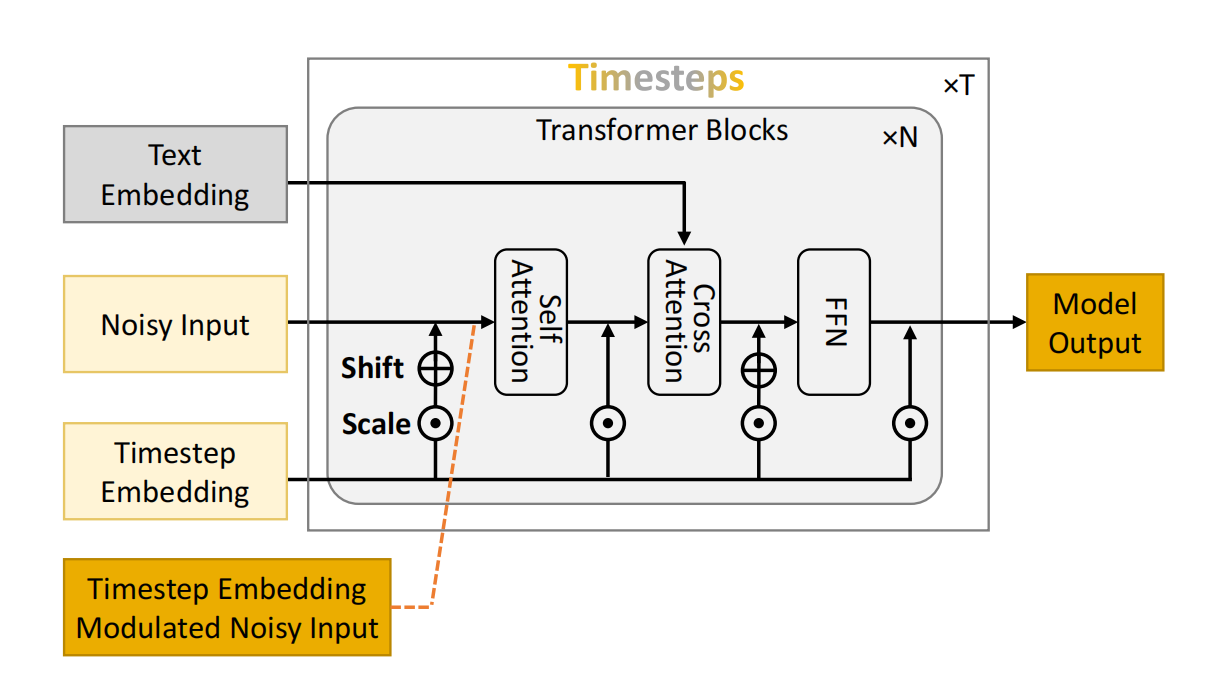 Timesteps
×T
Transformer Blocks
×N
Text
Embedding
Noisy Input
Timestep
Embedding
Timestep Embedding
Modulated Noisy Input
Shift
Scale
Self
Attention
Cross
Attention
FFN
Model
Output